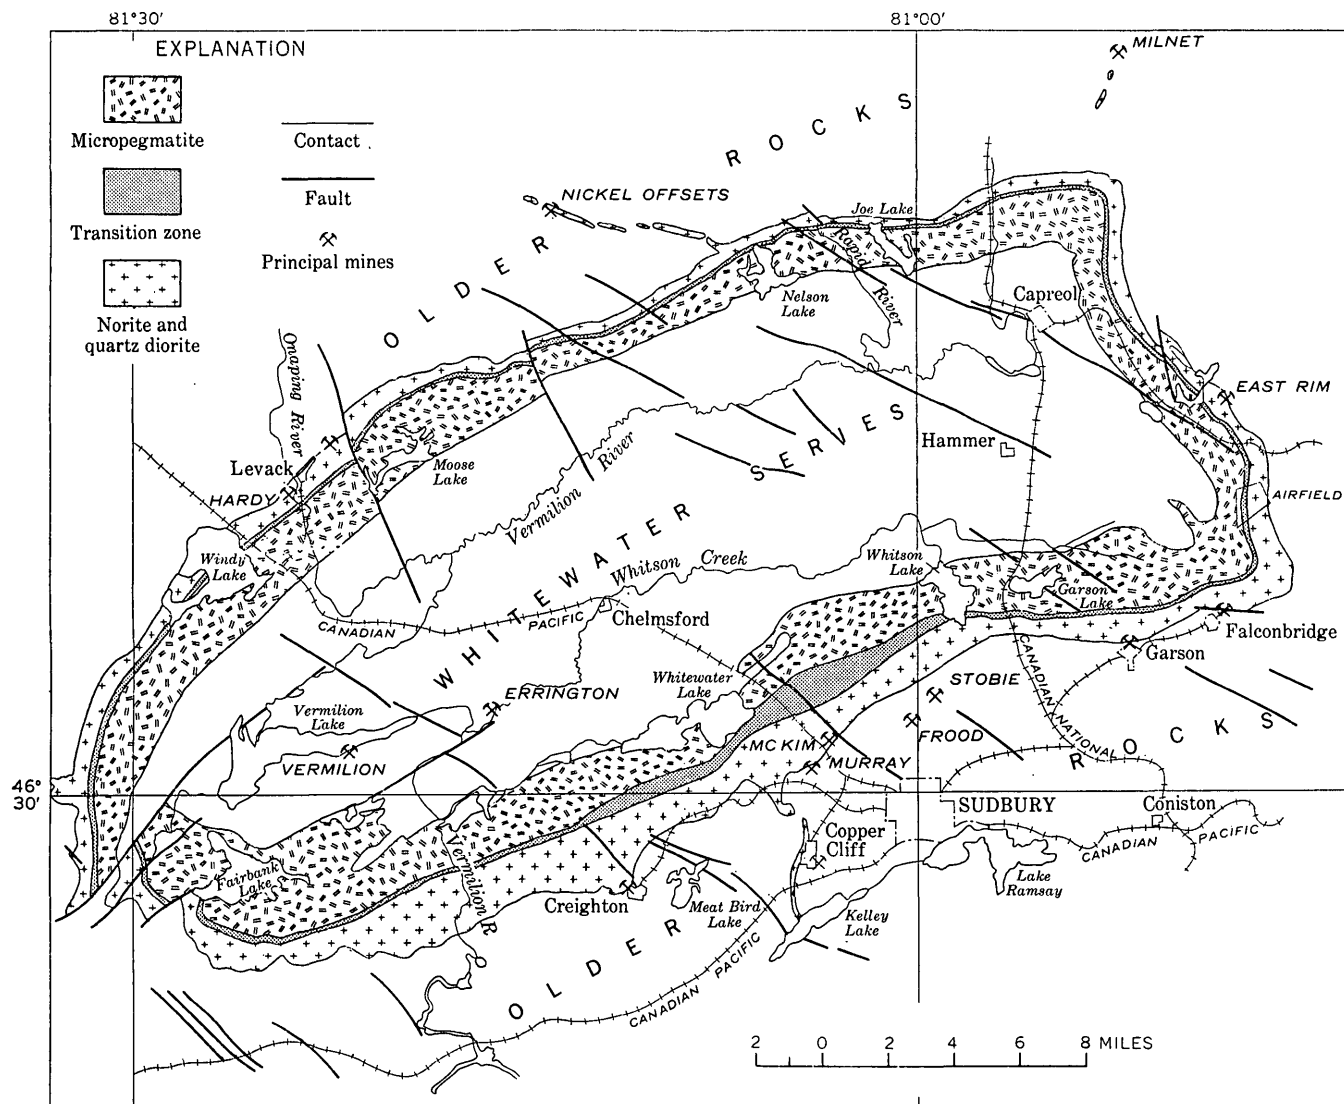 81°30′
81°00′
EXPLANATION
Micropegmatite
Transition zone
Norite and
quartz diorite
Contact
Fault
Principal mines
MILNET
OLDER ROCKS
NICKEL OFFSETS
Joe Lake
Rapid
River
Nelson
Lake
Capreol
Omaping River
EAST RIM
Levack
HARDY
Moose
Lake
Hammer
AIRFIELD
Vermilion River
WHITEWATER SERIES
Windy
Lake
Whitson Creek
Whitson
Lake
Garson
Lake
CANADIAN PACIFIC
Chelmsford
Falconbridge
Garson
CANADIAN NATIONAL
Whitewater
Lake
ERRINGTON
STOBIE
Vermilion
Lake
VERMILION
MC KIM
FROOD
MURRAY
46°
30′
SUDBURY
Coniston
Copper
Cliff
CANADIAN PACIFIC
Fairbank
Lake
Vermilion R
Creighton
Meat Bird
Lake
Kelley
Lake
Lake
Ramsay
OLDER ROCKS
CANADIAN PACIFIC
2 0 2 4 6 8 MILES